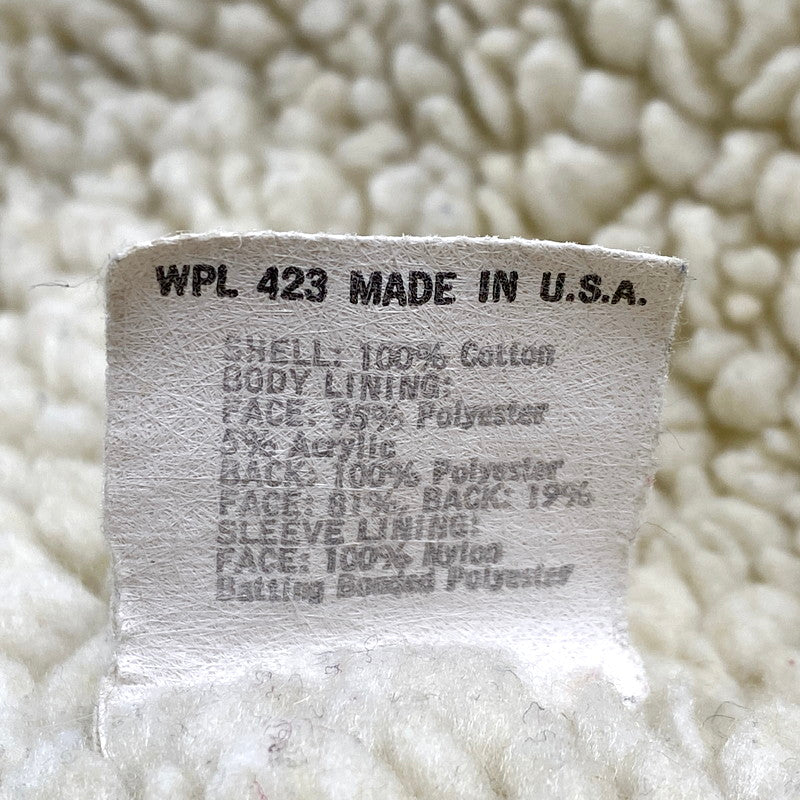 WPL 423 MADE IN U.S.A.
SHELL: 100% Cotton
BODY LINING:
FACE: 95% Polyester
5% Acrylic
BACK: 100% Polyester
FACE: 81%, BACK: 19%
SLEEVE LINING:
FACE: 100% Nylon
Batting Bonded Polyester